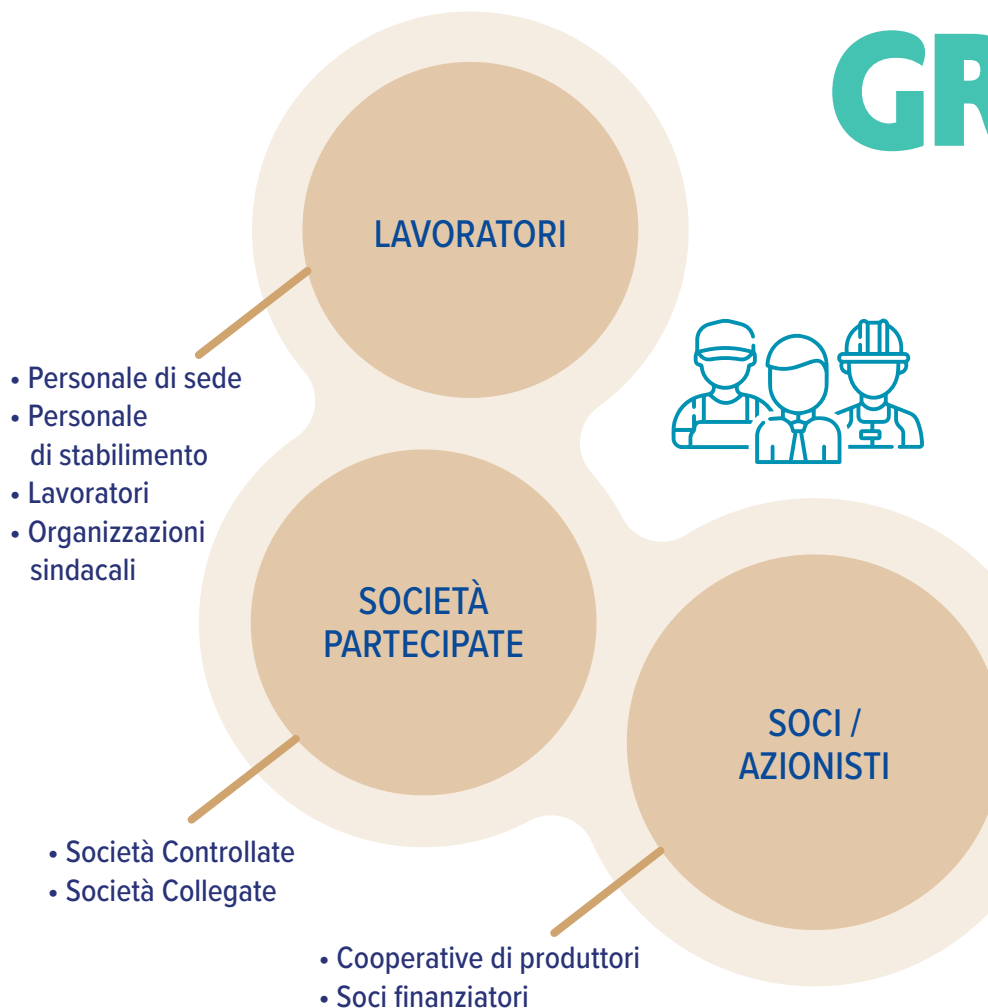 GR
LAVORATORI
• Personale di sede
• Personale
di stabilimento
• Lavoratori
• Organizzazioni
sindacali
SOCIETÀ
PARTECIPATE
SOCI /
AZIONISTI
• Società Controllate
• Società Collegate
• Cooperative di produttori
• Soci finanziatori